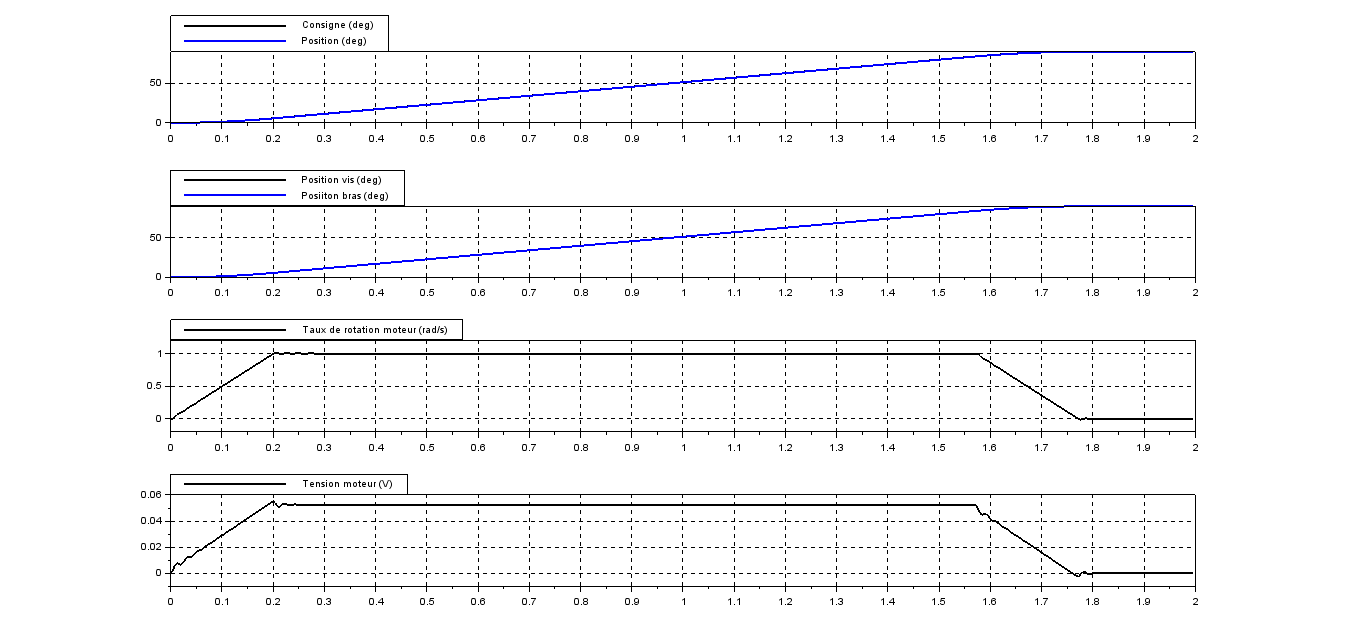 Consigne (deg)
Position (deg)
50
0
0 0.1 0.2 0.3 0.4 0.5 0.6 0.7 0.8 0.9 1 1.1 1.2 1.3 1.4 1.5 1.6 1.7 1.8 1.9 2
Position vis (deg)
Posiiton bras (deg)
50
0
0 0.1 0.2 0.3 0.4 0.5 0.6 0.7 0.8 0.9 1 1.1 1.2 1.3 1.4 1.5 1.6 1.7 1.8 1.9 2
Taux de rotation moteur (rad/s)
1
0.5
0
0 0.1 0.2 0.3 0.4 0.5 0.6 0.7 0.8 0.9 1 1.1 1.2 1.3 1.4 1.5 1.6 1.7 1.8 1.9 2
Tension moteur (V)
0.06
0.04
0.02
0
0 0.1 0.2 0.3 0.4 0.5 0.6 0.7 0.8 0.9 1 1.1 1.2 1.3 1.4 1.5 1.6 1.7 1.8 1.9 2